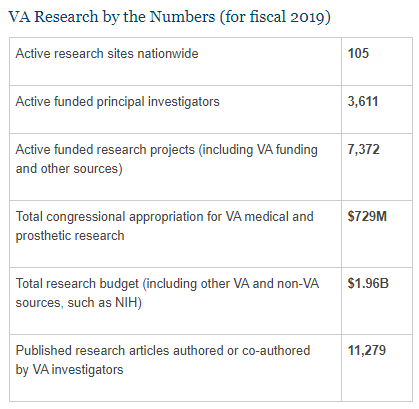 VA Research by the Numbers (for fiscal 2019)
Active research sites nationwide 105
Active funded principal investigators 3,611
Active funded research projects (including VA funding 7,372
and other sources)
Total congressional appropriation for VA medical and $729M
prosthetic research
Total research budget (including other VA and non-VA $1.96B
sources, such as NIH)
Published research articles authored or co-authored 11,279
by VA investigators